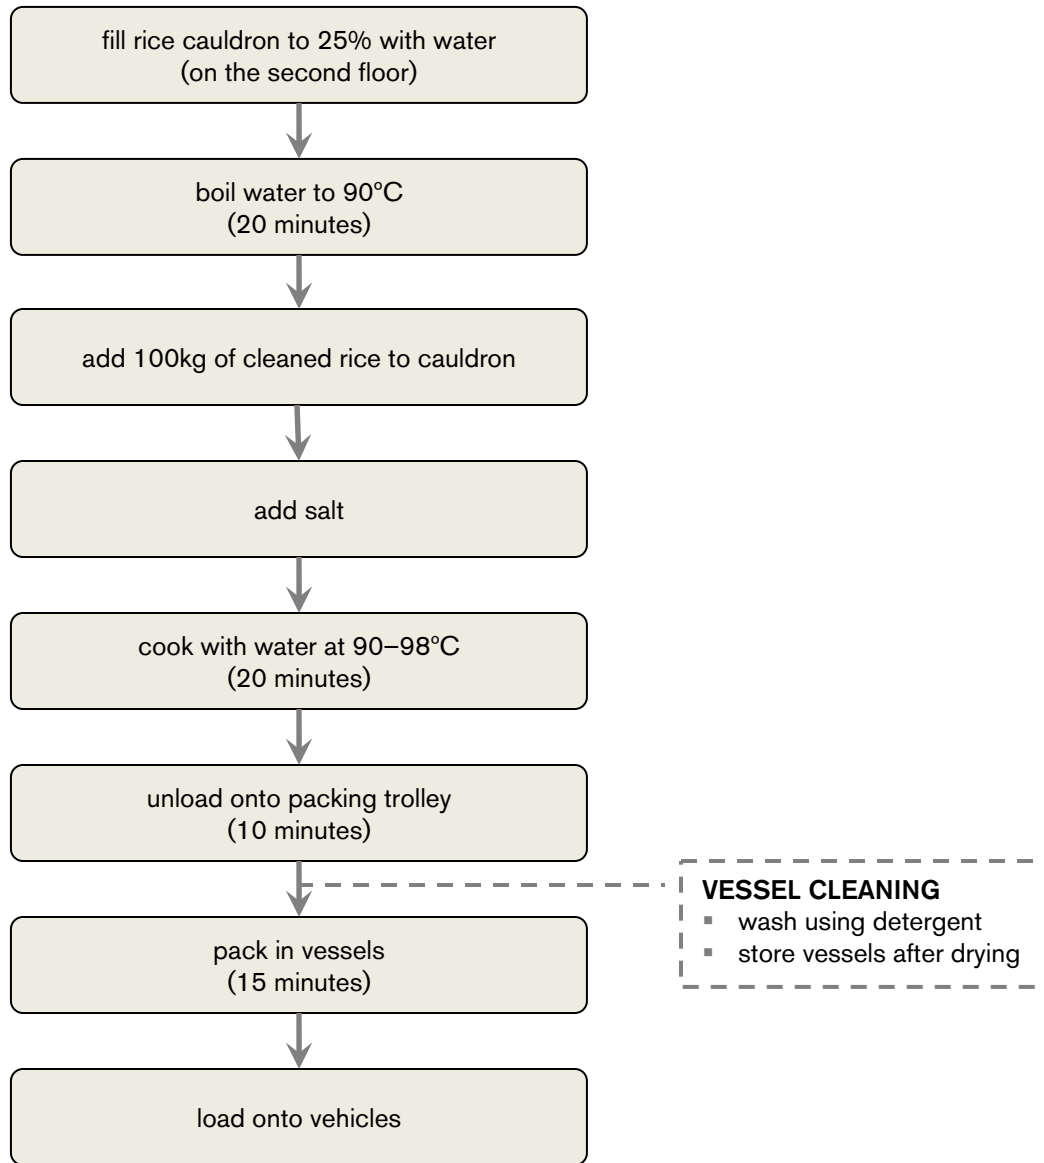 fill rice cauldron to 25% with water
(on the second floor)
boil water to 90°C
(20 minutes)
add 100kg of cleaned rice to cauldron
add salt
cook with water at 90–98°C
(20 minutes)
unload onto packing trolley
(10 minutes)
VESSEL CLEANING
▪ wash using detergent
▪ store vessels after drying
pack in vessels
(15 minutes)
load onto vehicles